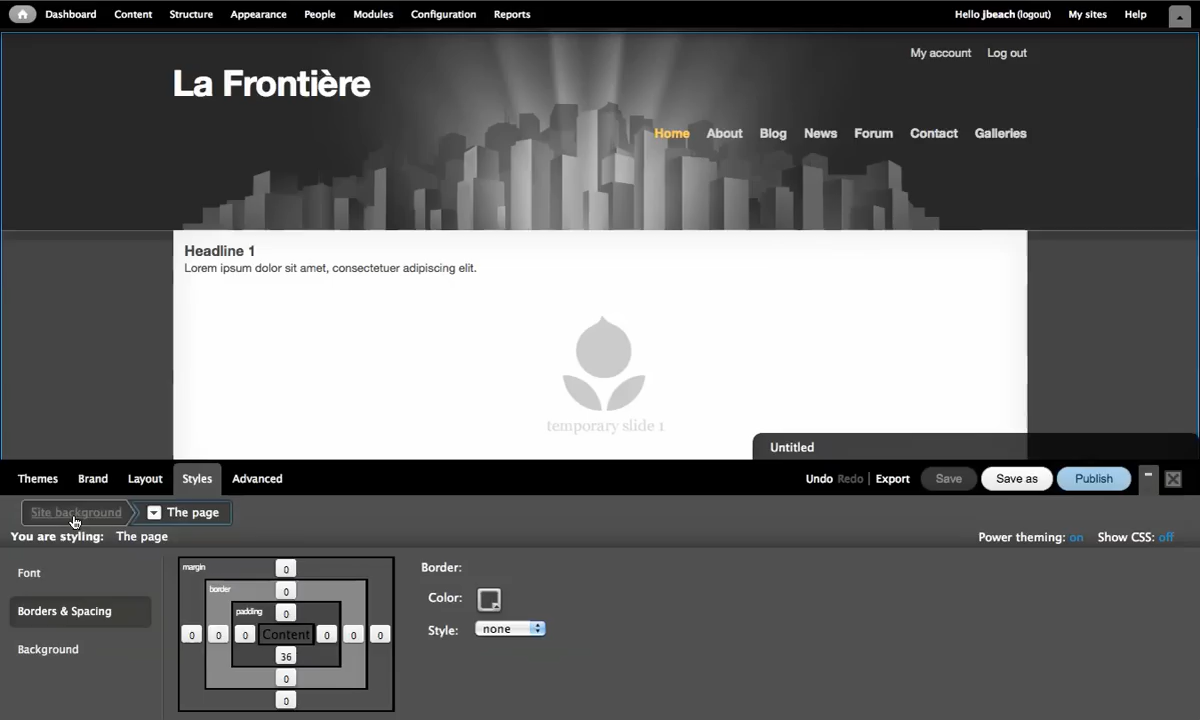 Dashboard Content Structure Appearance People Modules Configuration Reports Hello jbeach (logout) My sites Help
My account Log out
La Frontière
Home About Blog News Forum Contact Galleries
Headline 1
Lorem ipsum dolor sit amet, consectetuer adipiscing elit.
temporary slide 1
Untitled
Themes Brand Layout Styles Advanced Undo Redo Export Save Save as Publish
Site background The page
You are styling: The page Power theming: on Show CSS: off
Font
Borders & Spacing
Background
margin 0
border 0
padding 0
0 0 0 Content 0 0 0
36
0
0
Border:
Color:
Style: none